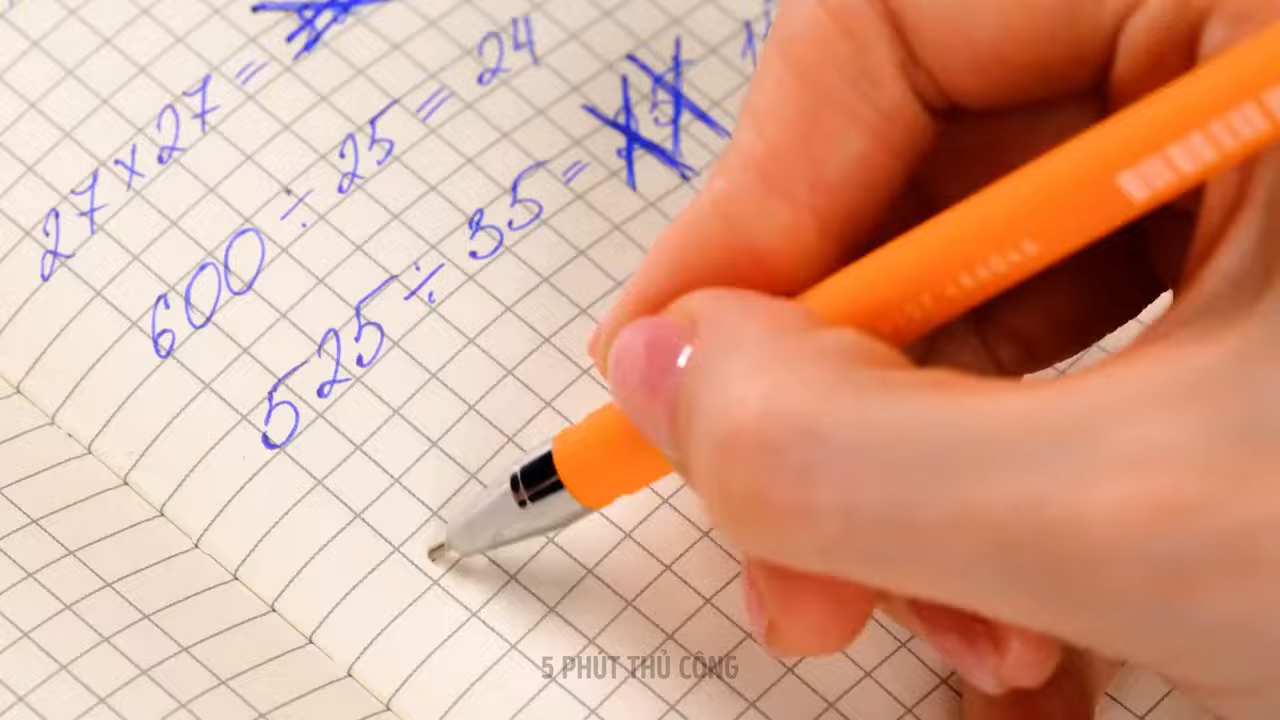 27 × 27 =
600 ÷ 25 = 24
525 ÷ 35 =
5 PHÚT THỦ CÔNG